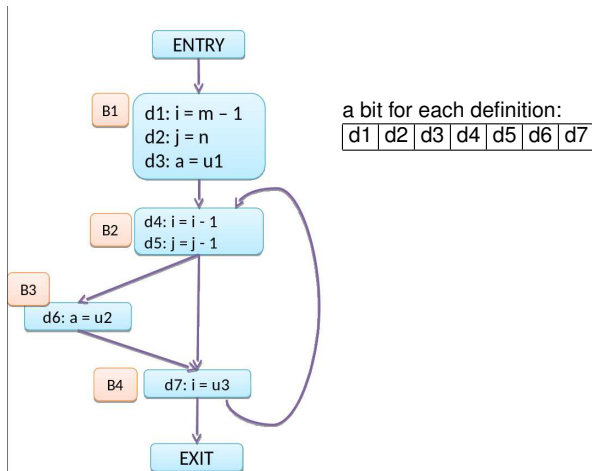 ENTRY
B1
d1: i = m – 1
d2: j = n
d3: a = u1
a bit for each definition:
d1 d2 d3 d4 d5 d6 d7
B2
d4: i = i - 1
d5: j = j - 1
B3
d6: a = u2
B4
d7: i = u3
EXIT